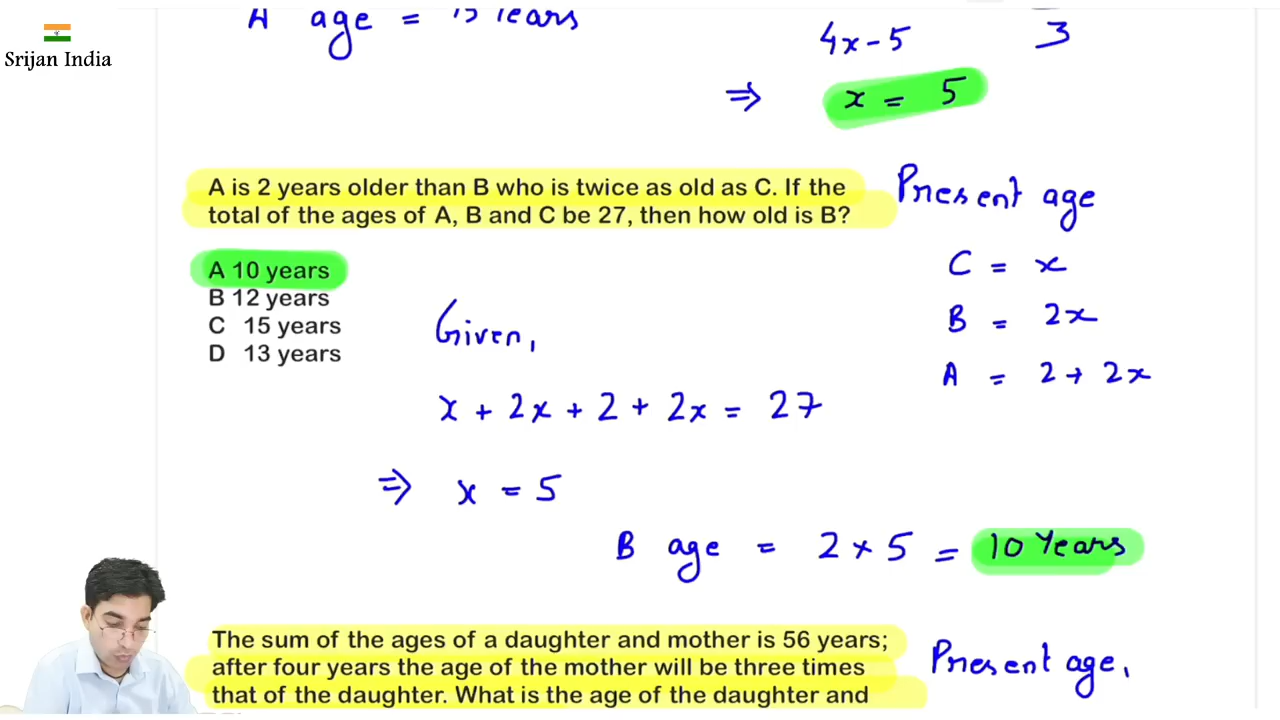 A age = 15 Years
4x - 5
3
Srijan India
⇒ x = 5
A is 2 years older than B who is twice as old as C. If the
total of the ages of A, B and C be 27, then how old is B?
Present age
A 10 years
B 12 years
C 15 years
D 13 years
C = x
B = 2x
A = 2 + 2x
Given,
x + 2x + 2 + 2x = 27
⇒ x = 5
B age = 2 × 5 = 10 Years
The sum of the ages of a daughter and mother is 56 years;
after four years the age of the mother will be three times
that of the daughter. What is the age of the daughter and
Present age,